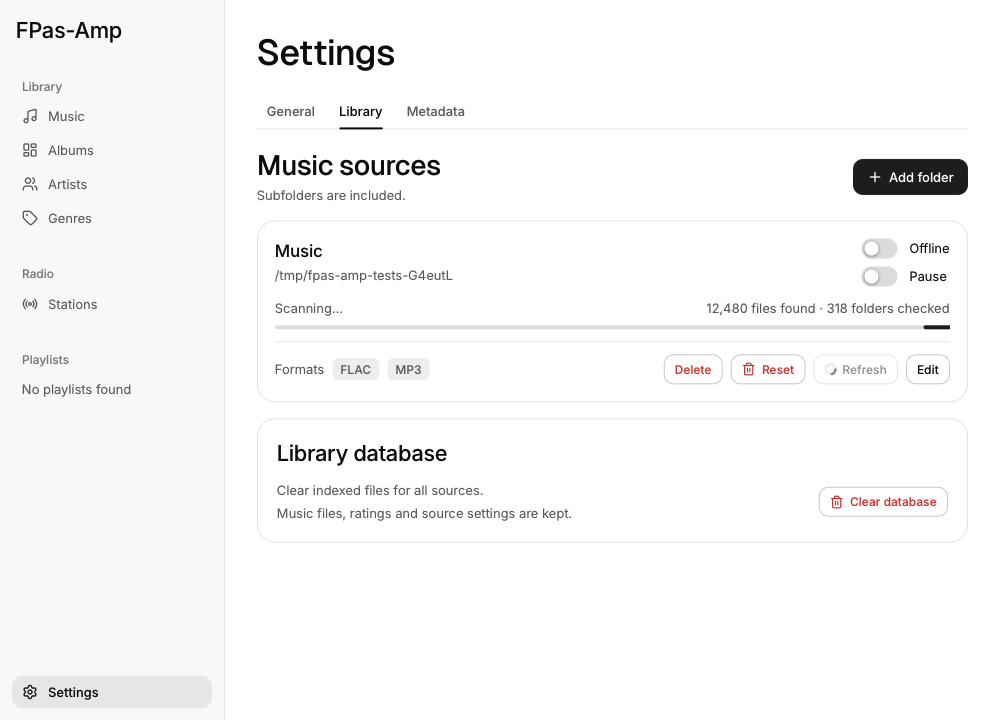 FPas-Amp
Library
Music
Albums
Artists
Genres
Radio
Stations
Playlists
No playlists found
Settings
Settings
General
Library
Metadata
Music sources
Subfolders are included.
Add folder
Music
/tmp/fpas-amp-tests-G4eutL
Offline
Pause
Scanning...
12,480 files found · 318 folders checked
Formats
FLAC
MP3
Delete
Reset
Refresh
Edit
Library database
Clear indexed files for all sources.
Music files, ratings and source settings are kept.
Clear database